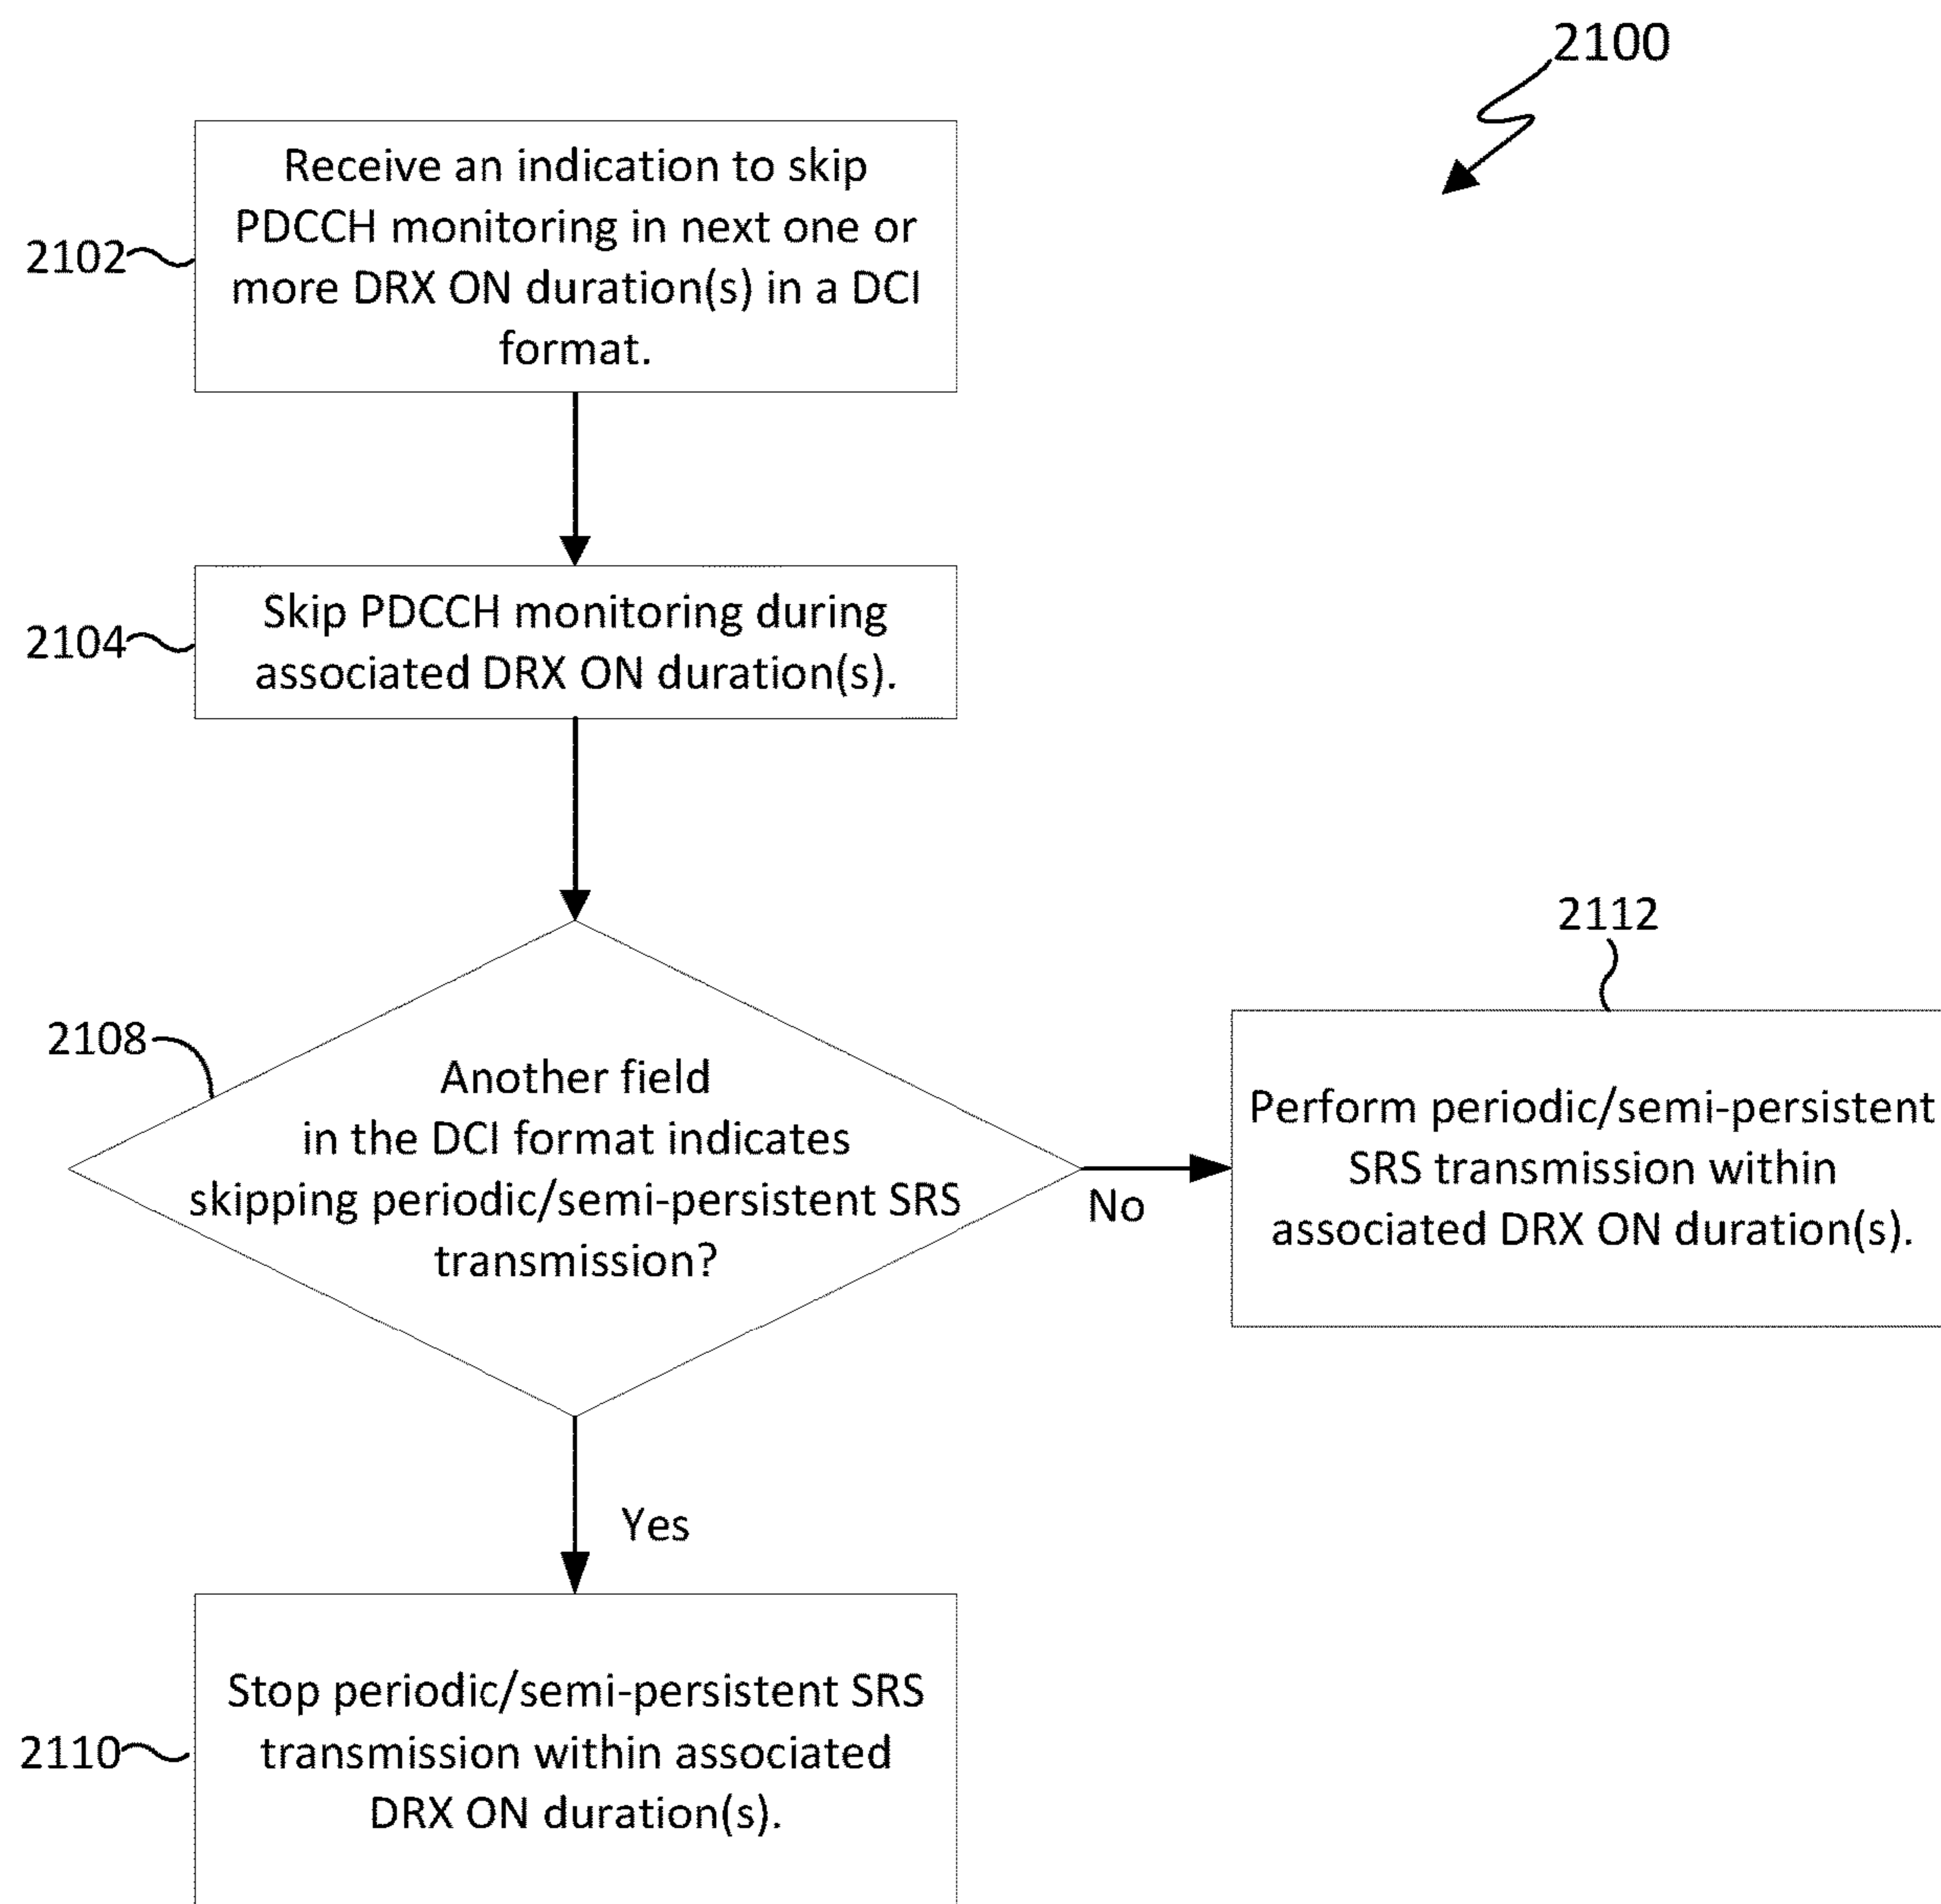 2100
Receive an indication to skip
PDCCH monitoring in next one or
more DRX ON duration(s) in a DCI
format.
2102
Skip PDCCH monitoring during
associated DRX ON duration(s).
2104
2108
Another field
in the DCI format indicates
skipping periodic/semi-persistent SRS
transmission?
No
2112
Perform periodic/semi-persistent
SRS transmission within
associated DRX ON duration(s).
Yes
Stop periodic/semi-persistent SRS
transmission within associated
DRX ON duration(s).
2110